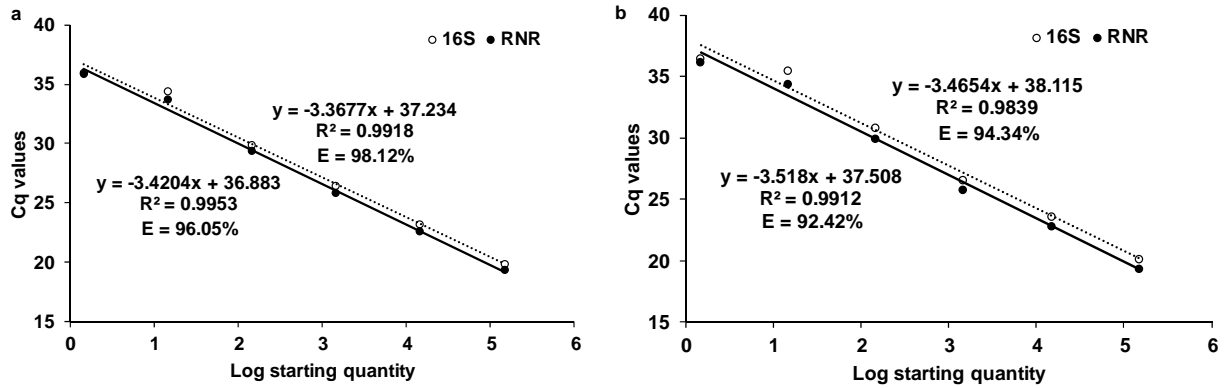 a
40
35
30
25
20
15
Cq values
0 1 2 3 4 5 6
Log starting quantity
16S RNR
y = -3.3677x + 37.234
R² = 0.9918
E = 98.12%
y = -3.4204x + 36.883
R² = 0.9953
E = 96.05%
b
40
35
30
25
20
15
Cq values
0 1 2 3 4 5 6
Log starting quantity
16S RNR
y = -3.4654x + 38.115
R² = 0.9839
E = 94.34%
y = -3.518x + 37.508
R² = 0.9912
E = 92.42%